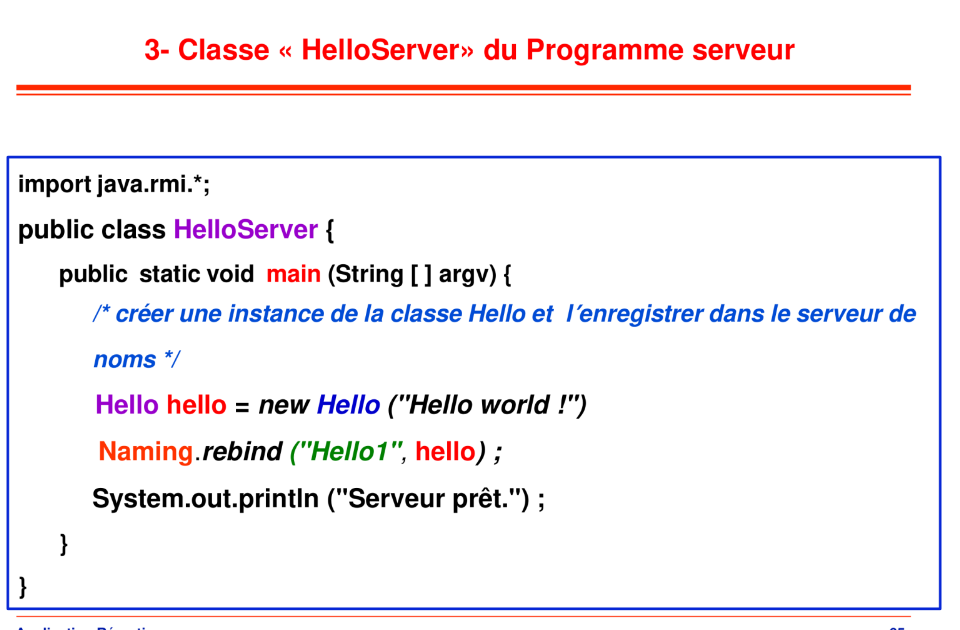 3- Classe « HelloServer» du Programme serveur
import java.rmi.*;
public class HelloServer {
public static void main (String [ ] argv) {
/* créer une instance de la classe Hello et l´enregistrer dans le serveur de
noms */
Hello hello = new Hello ("Hello world !")
Naming.rebind ("Hello1", hello) ;
System.out.println ("Serveur prêt.") ;
}
}